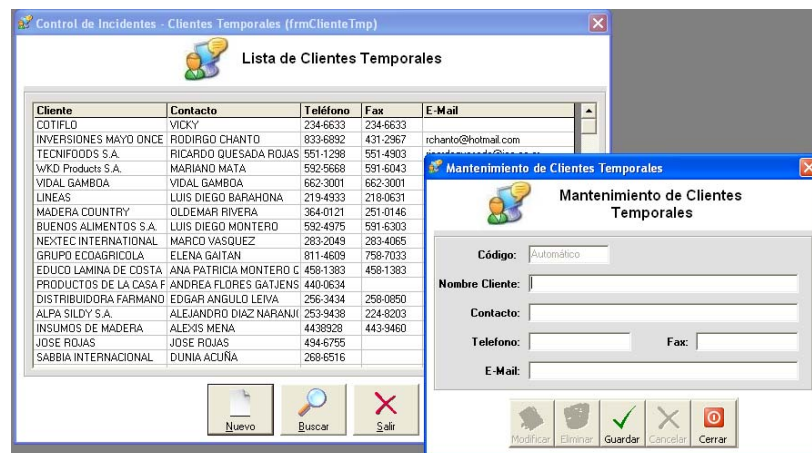 Control de Incidentes - Clientes Temporales (frmClienteTmp)
Lista de Clientes Temporales
Cliente Contacto Teléfono Fax E-Mail
COTIFLO VICKY 234-6633 234-6633
INVERSIONES MAYO ONCE RODIRGO CHANTO 833-6892 431-2967 rchanto@hotmail.com
TECNIFOODS S.A. RICARDO QUESADA ROJAS 551-1298 551-4903
WKD Products S.A. MARIANO MATA 592-5668 591-6043
VIDAL GAMBOA VIDAL GAMBOA 662-3001 662-3001
LINEAS LUIS DIEGO BARAHONA 219-4933 218-0631
MADERA COUNTRY OLDEMAR RIVERA 364-0121 251-0146
BUENOS ALIMENTOS S.A. LUIS DIEGO MONTERO 592-4975 591-6303
NEXTEC INTERNATIONAL MARCO VASQUEZ 283-2049 283-4065
GRUPO ECOAGRICOLA ELENA GAITAN 811-4609 758-7033
EDUCO LAMINA DE COSTA ANA PATRICIA MONTERO 458-1383 458-1383
PRODUCTOS DE LA CASA ANDREA FLORES GATJENS 440-0634
DISTRIBUIDORA FARMANO EDGAR ANGULO LEIVA 256-3434 258-0850
ALPA SILDY S.A. ALEJANDRO DIAZ NARANJ 253-9438 224-8203
INSUMOS DE MADERA ALEXIS MENA 4438928 443-9460
JOSE ROJAS JOSE ROJAS 494-6755
SABBIA INTERNACIONAL DUNIA ACUÑA 268-6516
Nuevo Buscar Salir
Mantenimiento de Clientes Temporales
Mantenimiento de Clientes
Temporales
Código: Automático
Nombre Cliente:
Contacto:
Telefono: Fax:
E-Mail:
Modificar Eliminar Guardar Cancelar Cerrar